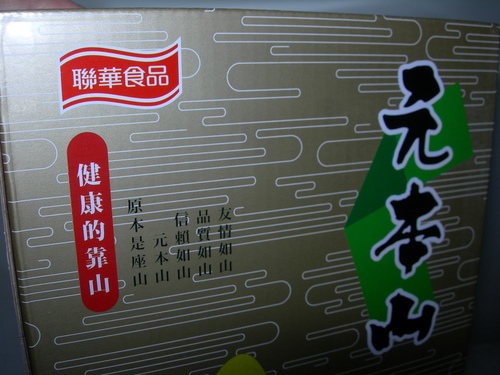 聯華食品
元本山
友情如山
品質如山
信賴如山
元本山
原本是座山
健康的靠山